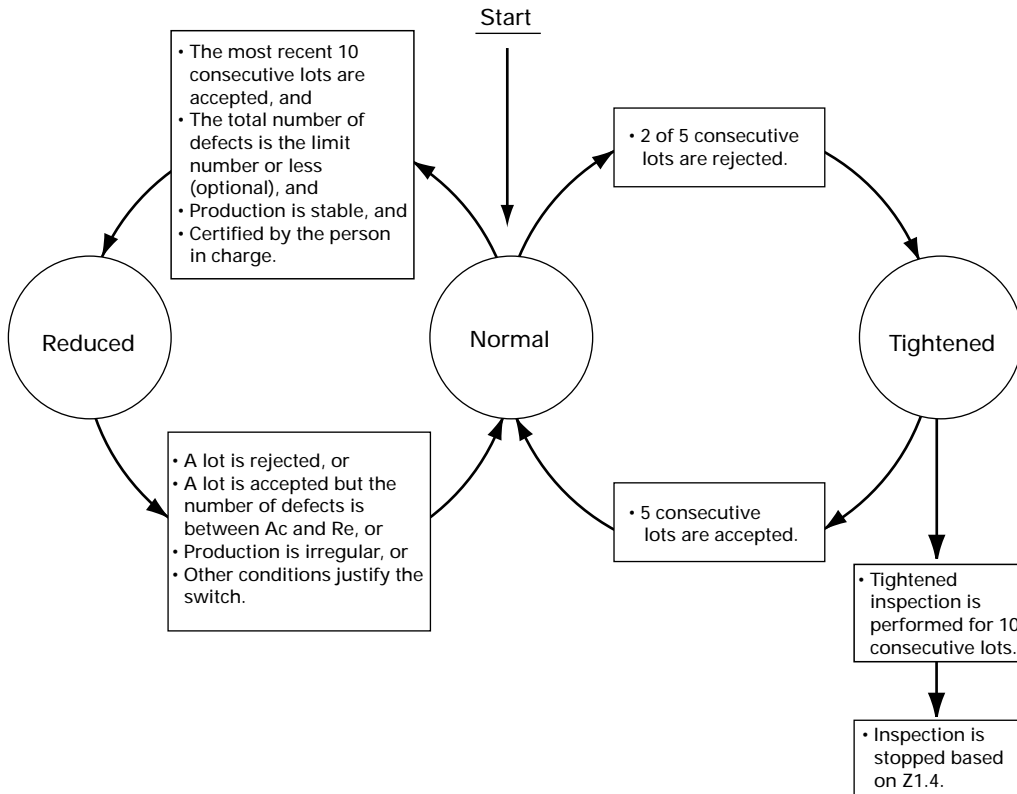 Start
• The most recent 10
consecutive lots are
accepted, and
• The total number of
defects is the limit
number or less
(optional), and
• Production is stable, and
• Certified by the person
in charge.
• 2 of 5 consecutive
lots are rejected.
Reduced
Normal
Tightened
• A lot is rejected, or
• A lot is accepted but the
number of defects is
between Ac and Re, or
• Production is irregular, or
• Other conditions justify the
switch.
• 5 consecutive
lots are accepted.
• Tightened
inspection is
performed for 10
consecutive lots.
• Inspection is
stopped based
on Z1.4.